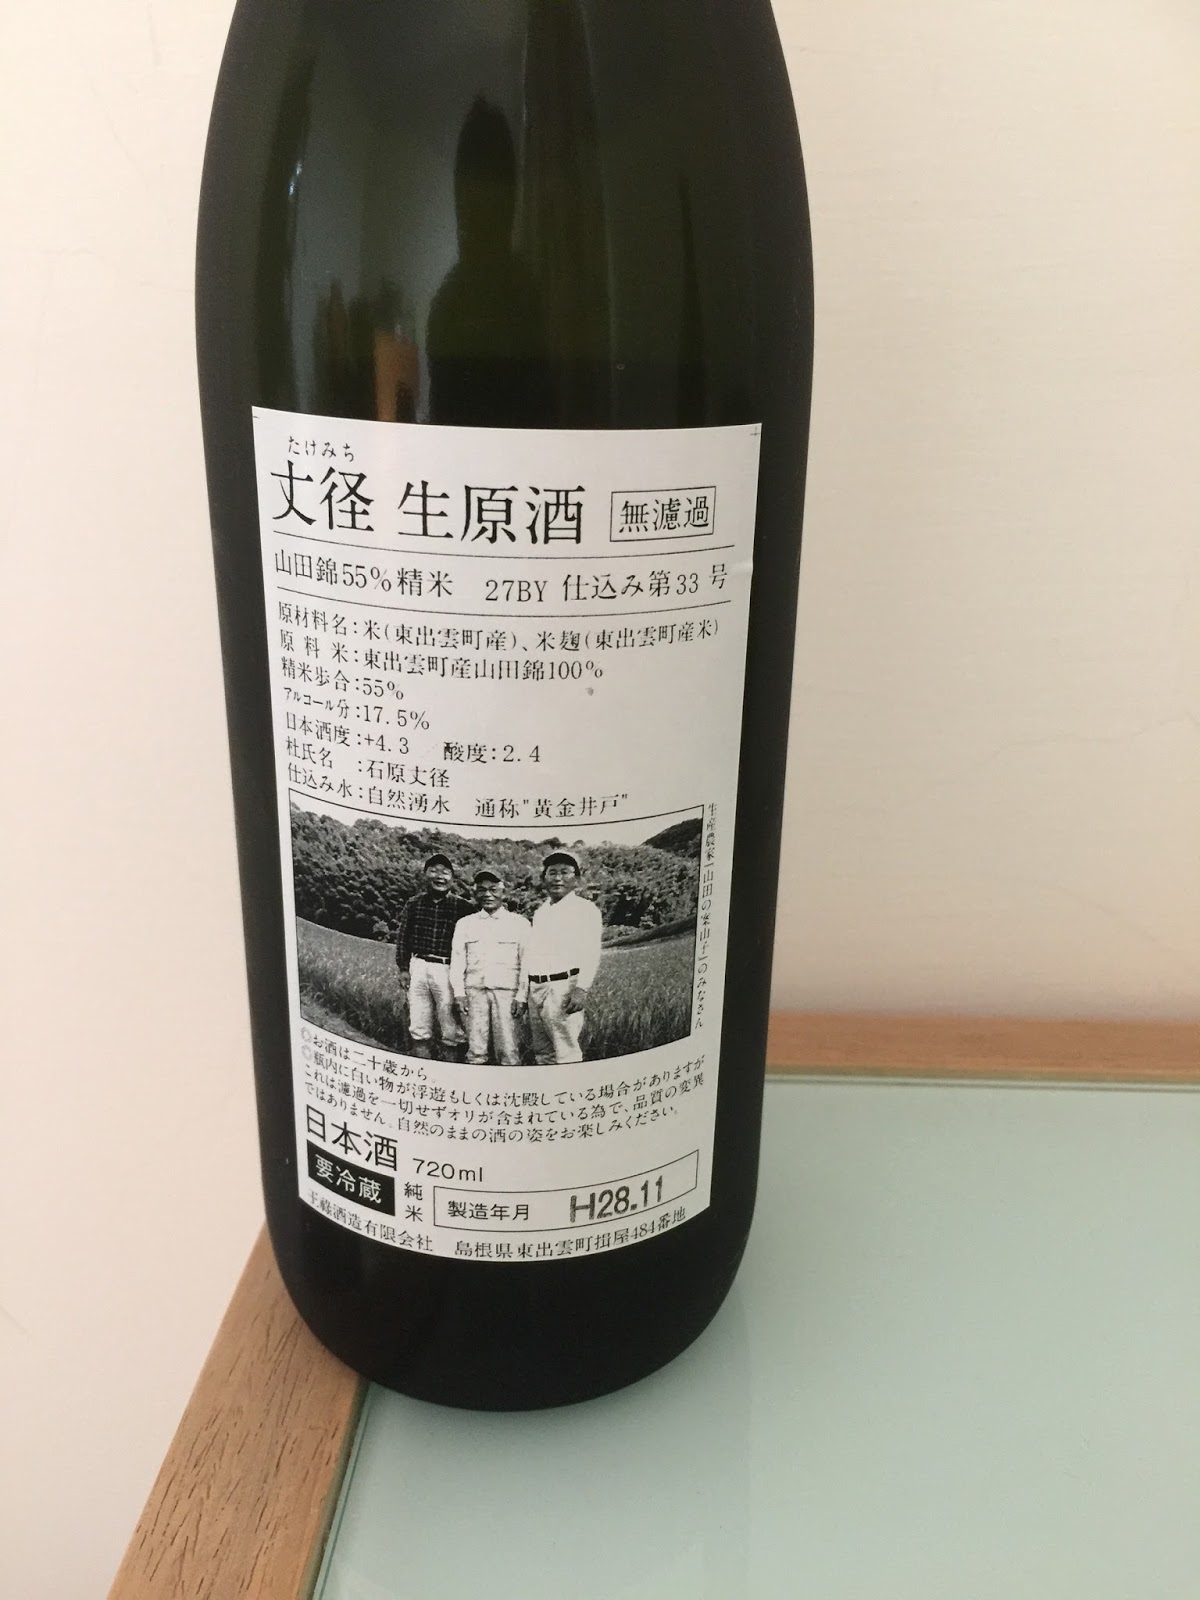 たけみち
丈径 生原酒 無濾過
山田錦55%精米 27BY 仕込み第33号
原材料名：米(東出雲町産)、米麹(東出雲町産米)
原料米：東出雲町産山田錦100%
精米歩合：55%
アルコール分：17.5%
日本酒度：+4.3 酸度：2.4
杜氏名：石原丈径
仕込み水：自然湧水 通称"黄金井戸"
生産農家「山田の案山子」のみなさん
お酒は二十歳から。
瓶内に白い物が浮遊もしくは沈殿している場合がありますが
これは濾過を一切せずオリが含まれている為で、品質の変異
ではありません。自然のままの酒の姿をお楽しみください。
日本酒 720ml
要冷蔵 純米 製造年月 H28.11
王祿酒造有限会社 島根県東出雲町揖屋484番地